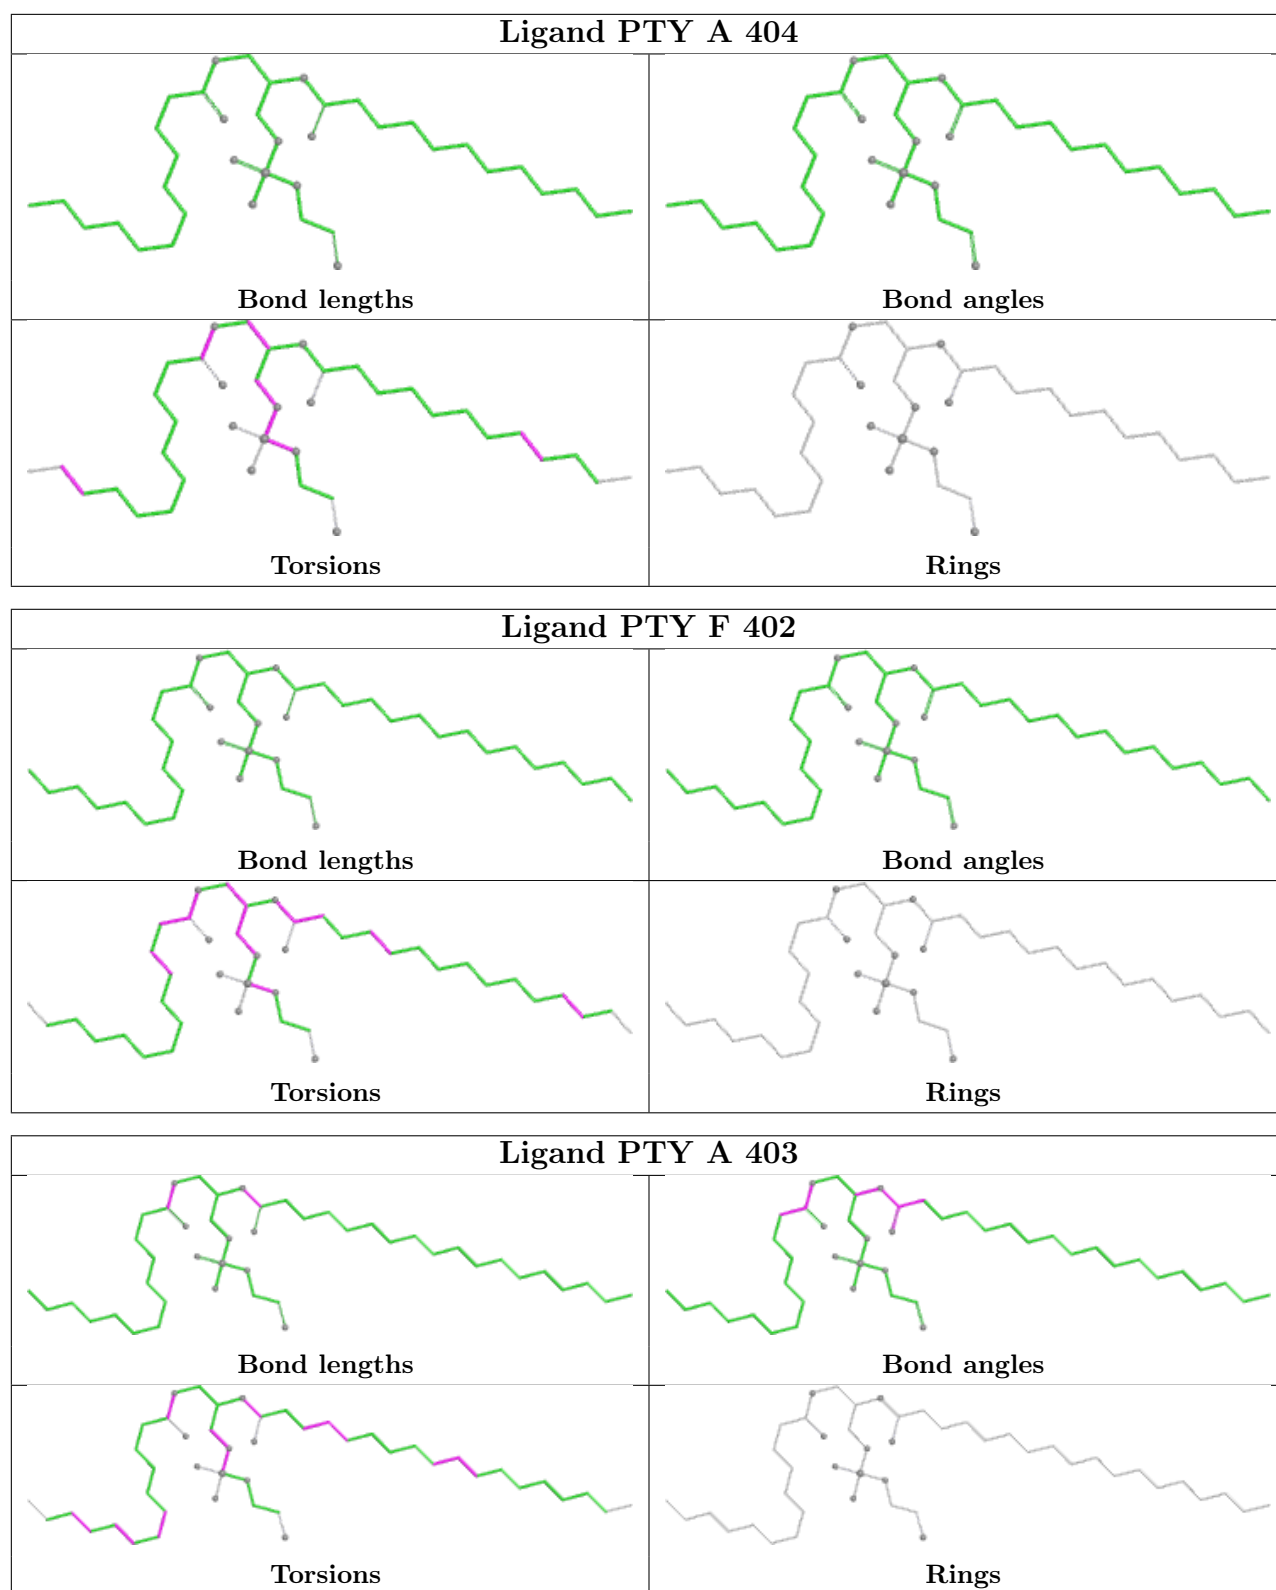 Ligand PTY A 404
Bond lengths
Bond angles
Torsions
Rings
Ligand PTY F 402
Bond lengths
Bond angles
Torsions
Rings
Ligand PTY A 403
Bond lengths
Bond angles
Torsions
Rings